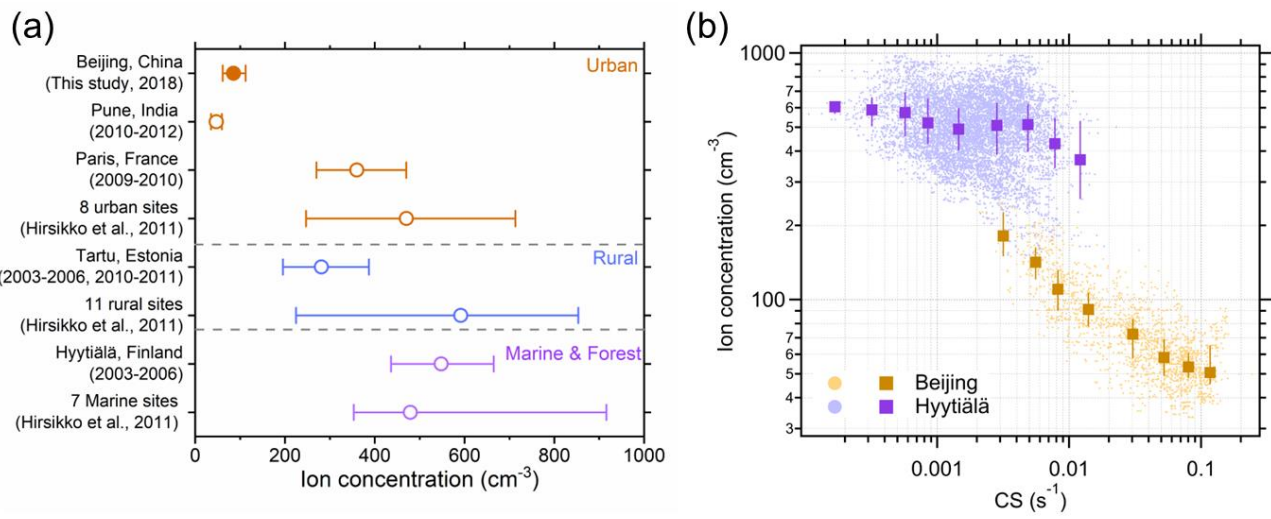 (a)
Beijing, China
(This study, 2018)
Urban
Pune, India
(2010-2012)
Paris, France
(2009-2010)
8 urban sites
(Hirsikko et al., 2011)
Tartu, Estonia
(2003-2006, 2010-2011)
Rural
11 rural sites
(Hirsikko et al., 2011)
Hyytiälä, Finland
(2003-2006)
Marine & Forest
7 Marine sites
(Hirsikko et al., 2011)
0 200 400 600 800 1000
Ion concentration (cm-3)
(b)
1000
6
5
4
3
2
100
7
6
5
4
3
Ion concentration (cm-3)
Beijing
Hyytiälä
0.001 0.01 0.1
CS (s-1)